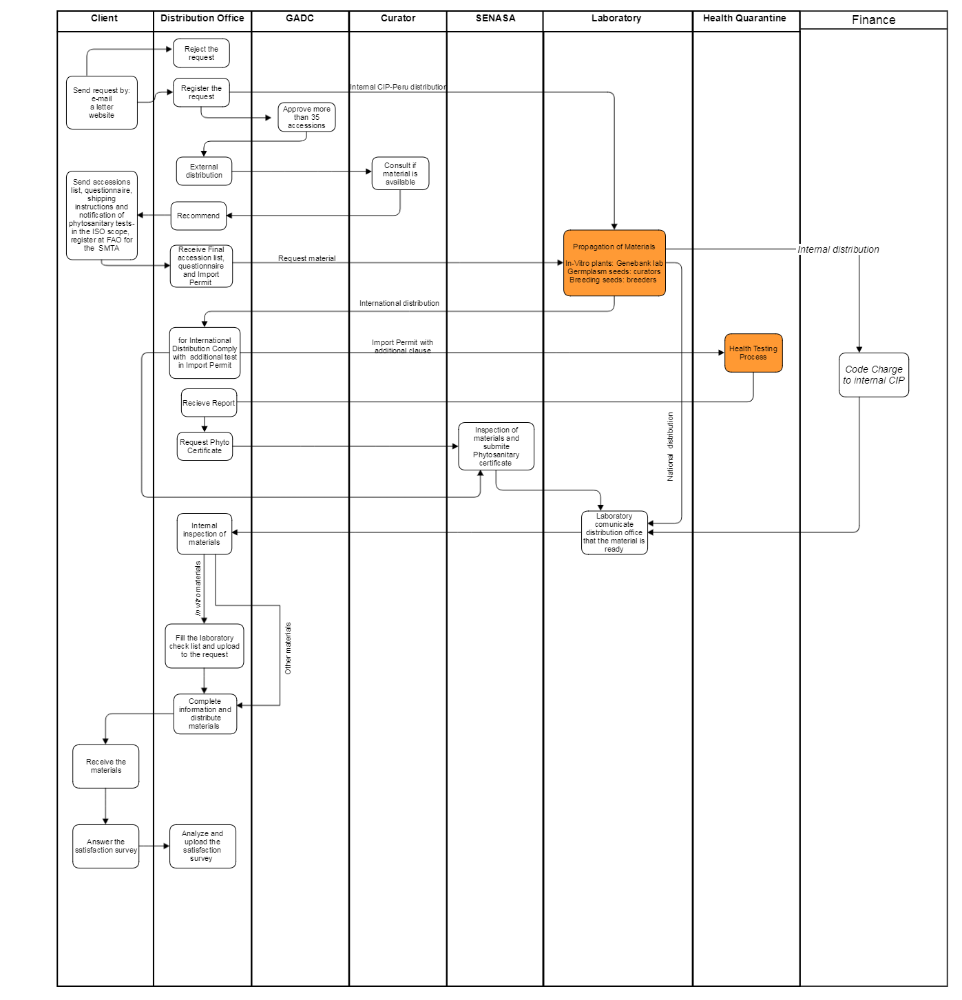 Client
Distribution Office
GADC
Curator
SENASA
Laboratory
Health Quarantine
Finance
Reject the
request
Send request by:
e-mail
a letter
website
Register the
request
Internal CIP-Peru distribution
Approve more
than 35
accessions
External
distribution
Consult if
material is
available
Send accessions
list, questionnaire,
shipping
instructions and
notification of
phytosanitary tests-
in the ISO scope,
register at FAO for
the SMTA
Recommend
Receive Final
accession list,
questionnaire
and Import
Permit
Request material
Propagation of Materials
In-Vitro plants: Genebank lab
Germplasm seeds: curators
Breeding seeds: breeders
Internal distribution
International distribution
for International
Distribution Comply
with additional test
in Import Permit
Import Permit with
additional clause
Health Testing
Process
Code Charge
to internal CIP
Recieve Report
Request Phyto
Certificate
Inspection of
materials and
submite
Phytosanitary
certificate
National distribution
Internal
inspection of
materials
Laboratory
comunicate
distribution office
that the material is
ready
In vitro materials
Other materials
Fill the laboratory
check list and upload
to the request
Complete
information and
distribute
materials
Receive the
materials
Answer the
satisfaction survey
Analyze and
upload the
satisfaction
survey